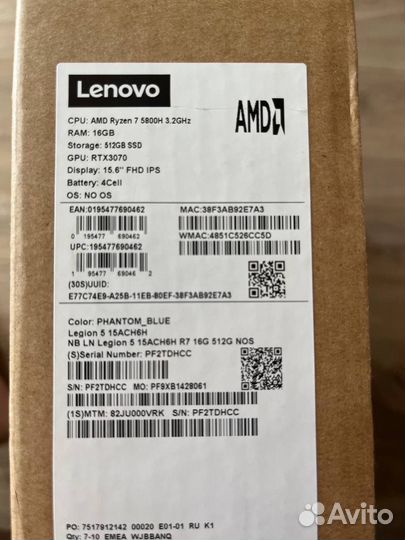 Lenovo
CPU: AMD Ryzen 7 5800H 3.2GHz
RAM: 16GB
Storage: 512GB SSD
GPU: RTX3070
Display: 15.6'' FHD IPS
Battery: 4Cell
OS: NO OS
AMD
EAN:0195477690462
MAC:38F3AB92E7A3
0 195477 690462
WMAC:4851C526CC5D
UPC:195477690462
1 95477 69046 2
(30S)UUID:
E77C74E9-A25B-11EB-80EF-38F3AB92E7A3
Color: PHANTOM_BLUE
Legion 5 15ACH6H
NB LN Legion 5 15ACH6H R7 16G 512G NOS
(S)Serial Number: PF2TDHCC
S/N: PF2TDHCC MO: PF9XB1428061
(1S)MTM: 82JU000VRK S/N: PF2TDHCC
PO: 7517912142 00020 E01-01 RU K1
Qty: 7-10 EMEA WJBBANQ
Avito